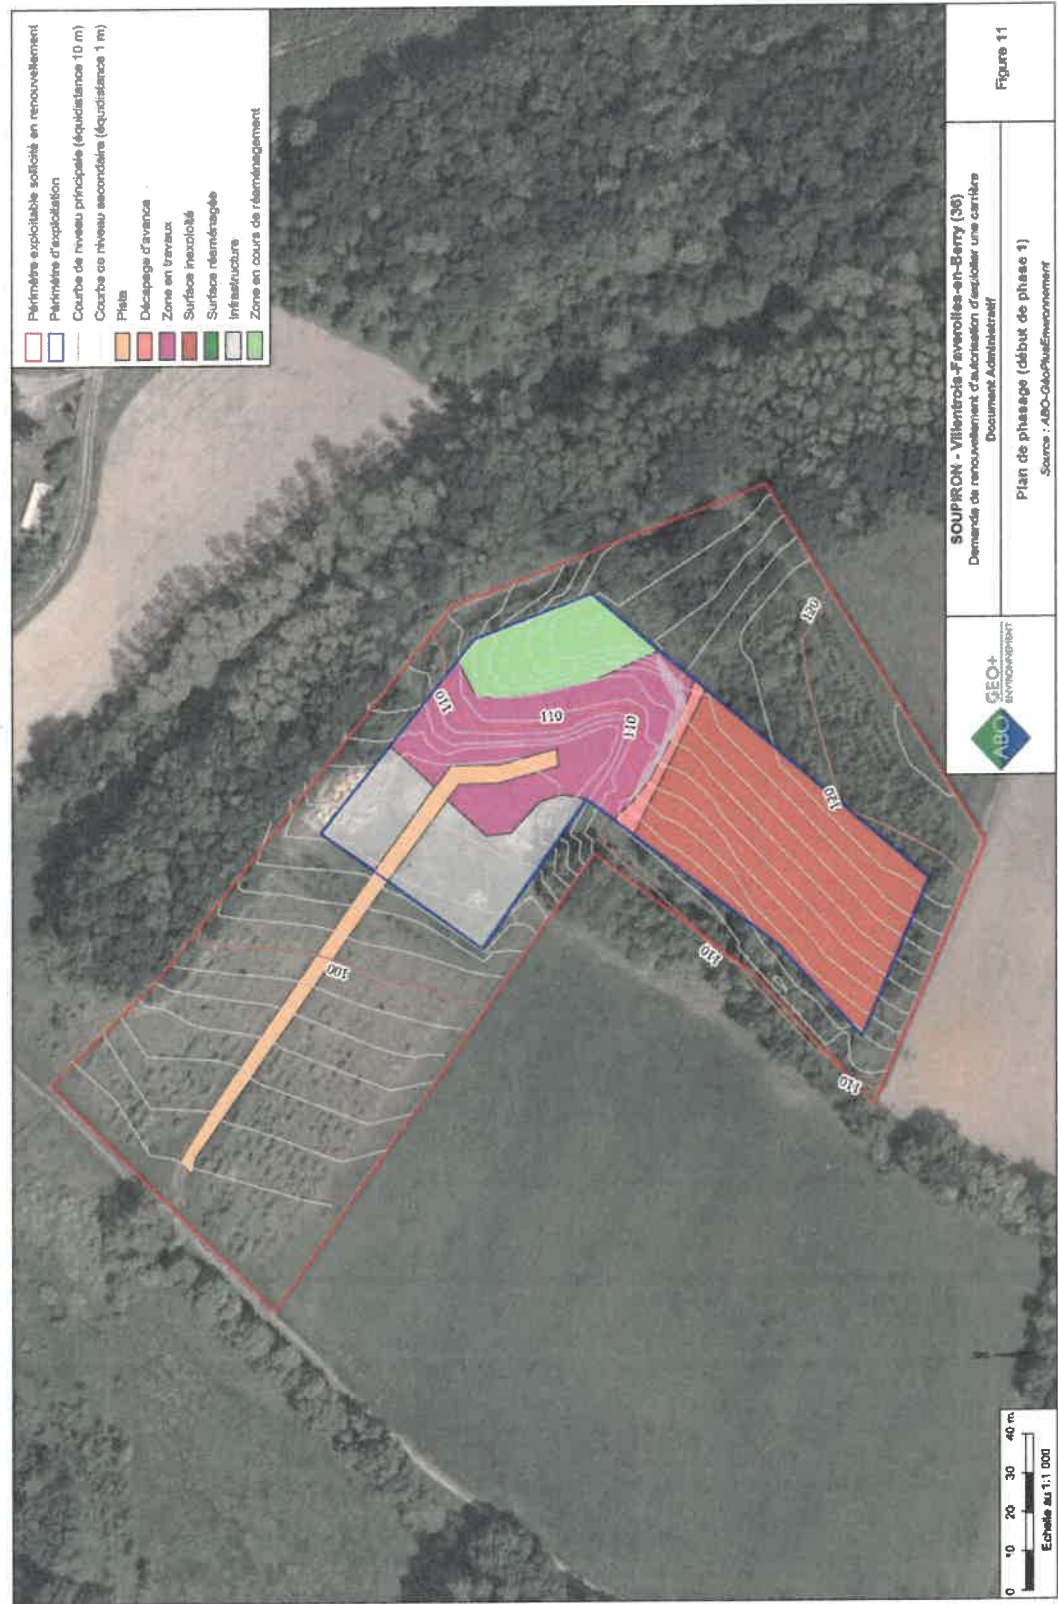 Périmètre exploitable sollicité en renouvellement
Périmètre d'exploitation
Courbe de niveau principale (équidistance 10 m)
Courbe de niveau secondaire (équidistance 1 m)
Piste
Décapage d'avance
Zone en travaux
Surface inexploité
Surface réaménagée
Infrastructure
Zone en cours de réaménagement
110
110
110
100
110
110
120
120
ABO
GEO+
ENVIRONNEMENT
SOUPIRON - Villentrois-Faverolles-en-Berry (36)
Demande de renouvellement d'autorisation d'exploiter une carrière
Document Administratif
Plan de phasage (début de phase 1)
Source : ABO-GéoPlusEnvironnement
Figure 11
0 10 20 30 40 m
Echelle au 1:1 000